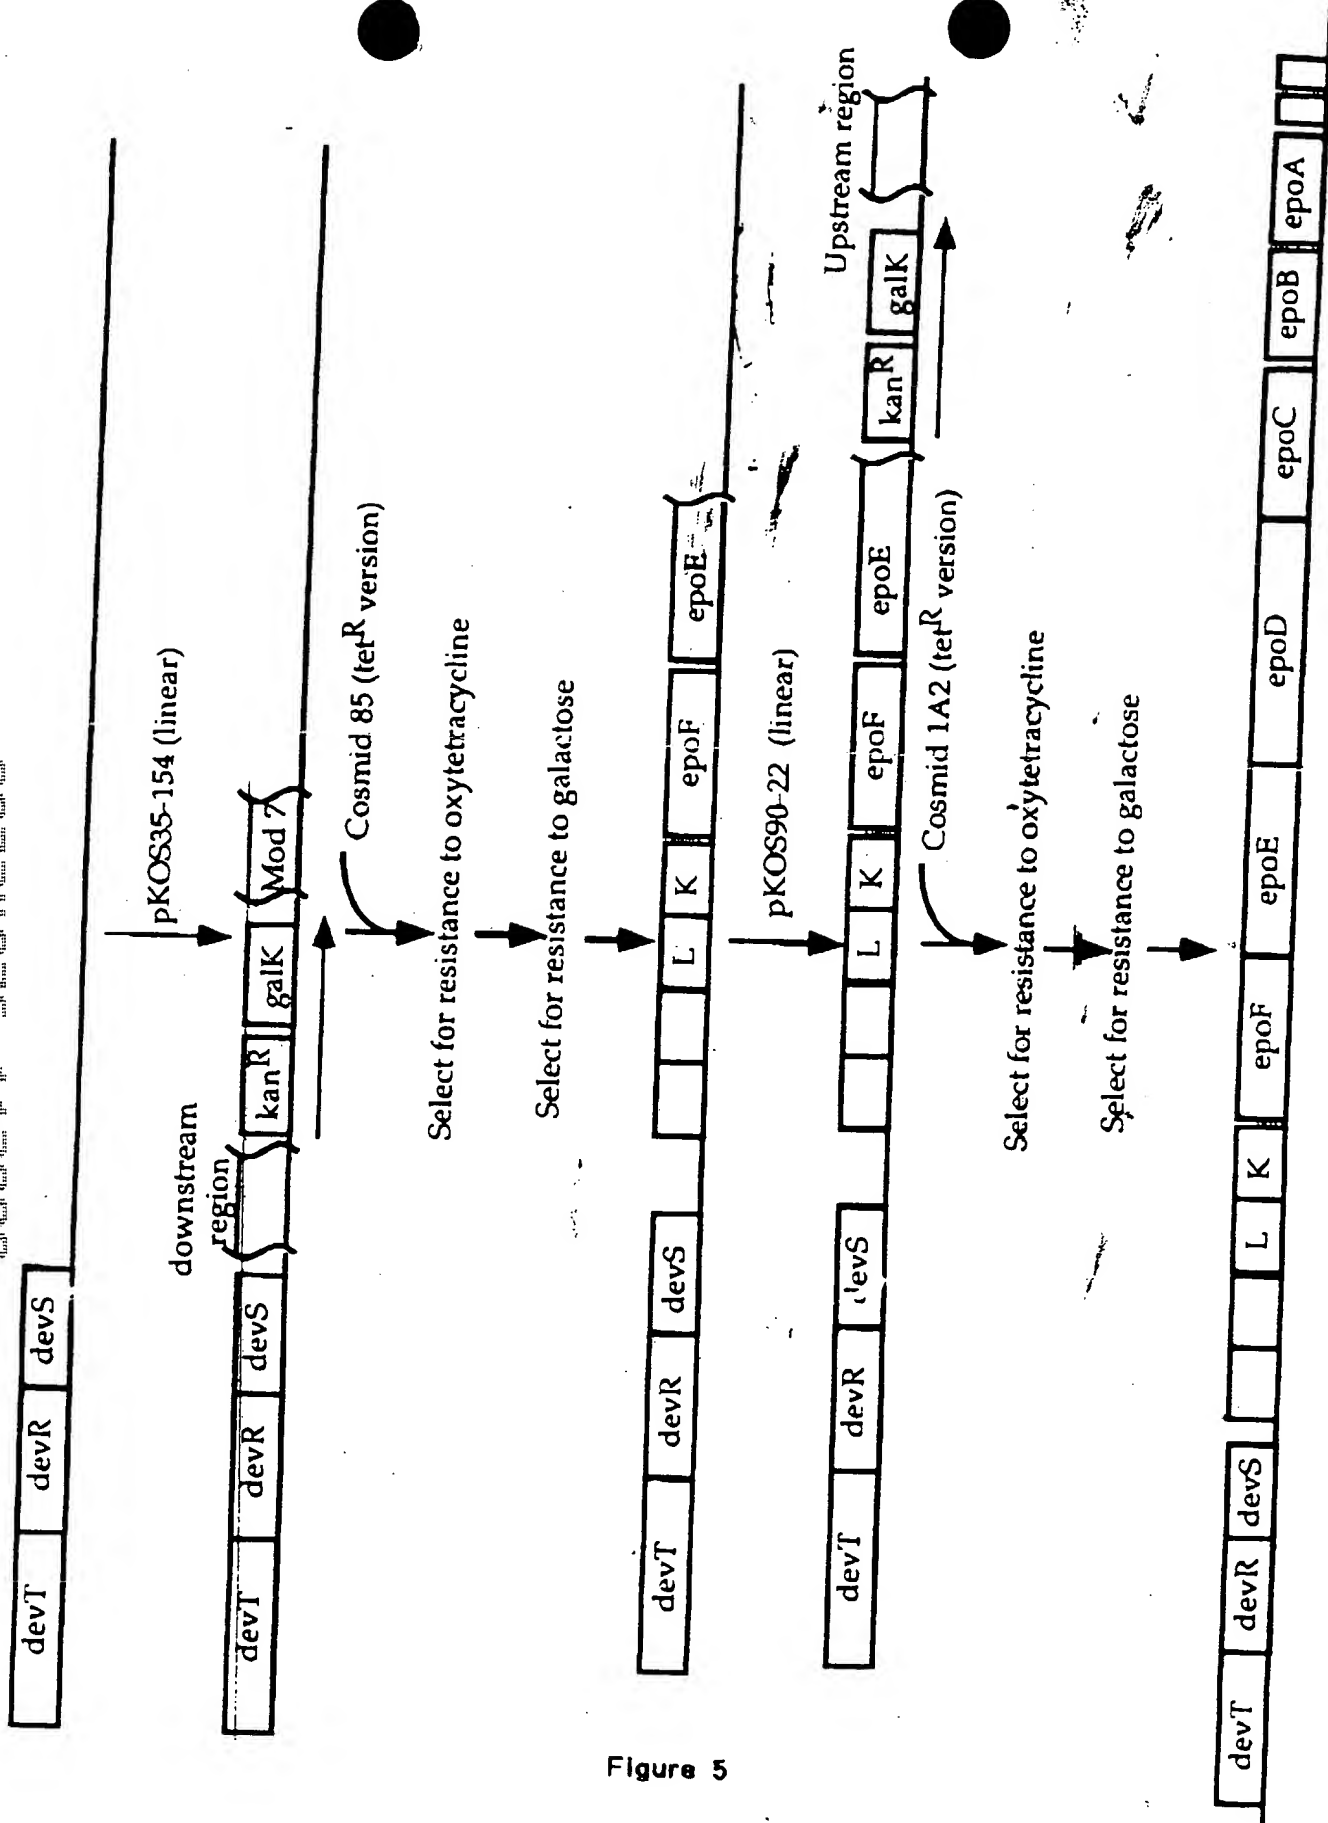 devT devR devS
pKOS35-154 (linear)
downstream
region
devT devR devS kanR galK Mod 7
Cosmid 85 (tetR version)
Select for resistance to oxytetracycline
Select for resistance to galactose
devT devR devS L K epoF epoE
pKOS90-22 (linear)
Upstream region
devT devR devS L K epoF epoE kanR galK
Cosmid 1A2 (tetR version)
Select for resistance to oxytetracycline
Select for resistance to galactose
devT devR devS L K epoF epoE epoD epoC epoB epoA
Figure 5